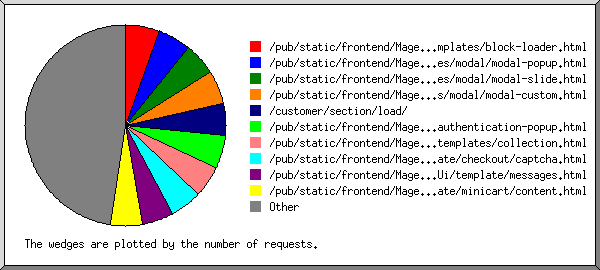 /pub/static/frontend/Mage...mplates/block-loader.html
/pub/static/frontend/Mage...es/modal/modal-popup.html
/pub/static/frontend/Mage...es/modal/modal-slide.html
/pub/static/frontend/Mage...s/modal/modal-custom.html
/customer/section/load/
/pub/static/frontend/Mage...authentication-popup.html
/pub/static/frontend/Mage...templates/collection.html
/pub/static/frontend/Mage...ate/checkout/captcha.html
/pub/static/frontend/Mage...Ui/template/messages.html
/pub/static/frontend/Mage...ate/minicart/content.html
Other
The wedges are plotted by the number of requests.